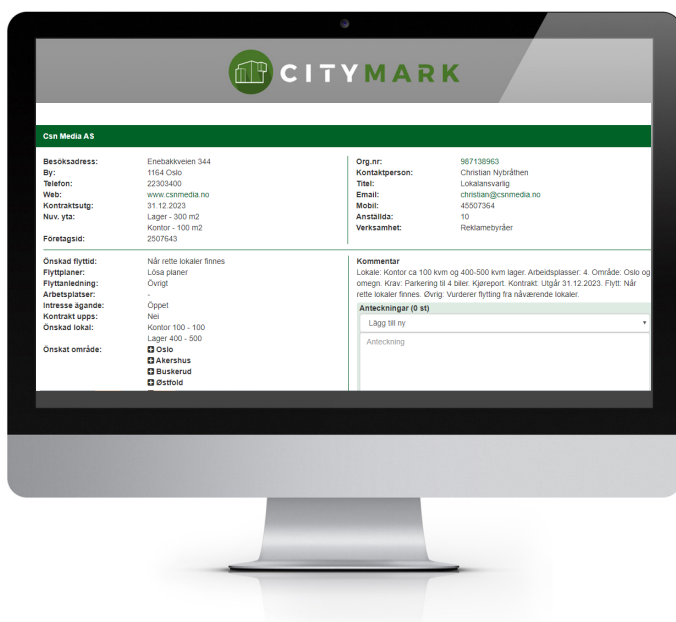 CITYMARK
Csn Media AS
Besöksadress: Enebakkveien 344
By: 1164 Oslo
Telefon: 22303400
Web: www.csnmedia.no
Kontraktsutg: 31.12.2023
Nuv. yta: Lager - 300 m2
Kontor - 100 m2
Företagsid: 2507643
Org.nr: 987138963
Kontaktperson: Christian Nybråthen
Titel: Lokalansvarlig
Email: christian@csnmedia.no
Mobil: 45507364
Anställda: 10
Verksamhet: Reklamebyråer
Önskad flyttid: Når rette lokaler finnes
Flyttplaner: Lösa planer
Flyttanledning: Övrigt
Arbetsplatser: -
Intresse ägande: Öppet
Kontrakt upps: Nei
Önskad lokal: Kontor 100 - 100
Lager 400 - 500
Önskat område: Oslo
Akershus
Buskerud
Østfold
Kommentar
Lokale: Kontor ca 100 kvm og 400-500 kvm lager. Arbeidsplasser: 4. Område: Oslo og
omegn. Krav: Parkering til 4 biler. Kjøreport. Kontrakt: Utgår 31.12.2023. Flytt: Når
rette lokaler finnes. Øvrig: Vurderer flytting fra nåværende lokaler.
Anteckningar (0 st)
Lägg till ny
Anteckning